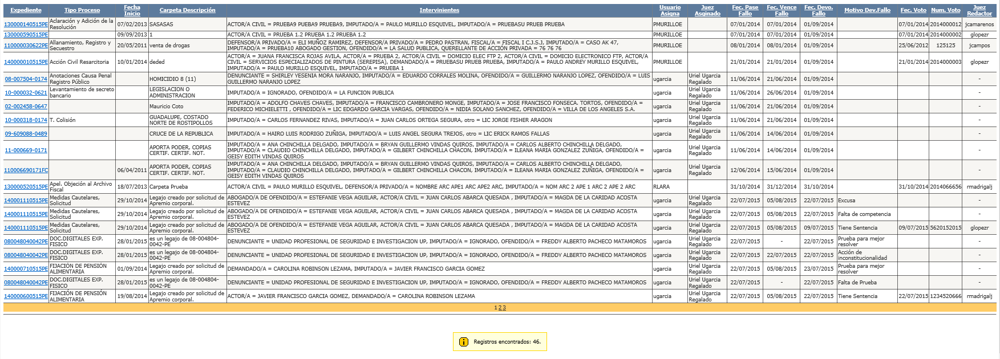 Expediente Tipo Proceso Fecha Inicio Carpeta Descripción Intervinientes Usuario Asigna Juez Asginado Fec. Pase Fallo Fec. Vence Fallo Fec. Devo. Fallo Motivo Dev.Fallo Fec. Voto Num. Voto Juez Redactor
130000140515PE Aclaración y Adición de la Resolución 07/02/2013 SASASAS ACTOR/A CIVIL = PRUEBA9 PUEBA9 PRUEBA9, IMPUTADO/A = PAULO MURILLO ESQUIVEL, IMPUTADO/A = PRUEBASU PRUEB PRUEBA PMURILLOE 07/01/2014 07/01/2014 01/09/2014 07/01/2014 2014000012 jcamarenos
130000590515PE 09/09/2013 1 ACTOR/A CIVIL = PRUEBA 1.2 PRUEBA 1.2 PRUEBA 1.2 PMURILLOE 07/01/2014 07/01/2014 01/09/2014 07/01/2014 2014000002 glopezr
110000030622PE Allanamiento, Registro y Secuestro 20/05/2011 venta de drogas DEFENSOR/A PRIVADO/A = ELI MUÑOZ RAMIREZ, DEFENSOR/A PRIVADO/A = PEDRO PASTRAN, FISCAL/A = FISCAL I C.J.S.J, IMPUTADO/A = CASO AK 47, IMPUTADO/A = PRUEBA10 ABOGADO GESTION, OFENDIDO/A = LA SALUD PUBLICA, QUERELLANTE DE ACCIÓN PRIVADA = 76 76 76 PMURILLOE 08/01/2014 08/01/2014 01/09/2014 25/06/2012 125125 jcampos
140000010515PE Acción Civil Resarcitoria 10/01/2014 deded ACTOR/A = JUANA FRANCISCA ROJAS AVILA, ACTOR/A = PRUEBA 2, ACTOR/A CIVIL = DOMICIO ELEC FTP 2, ACTOR/A CIVIL = DOMICIO ELECTRONICO FTP, ACTOR/A CIVIL = SERVICIOS ESPECIALIZADOS DE PINTURA (SEREPISA), DEMANDADO/A = PRUEBASU PRUEB PRUEBA, IMPUTADO/A = PAULO ANDREY MURILLO ESQUIVEL, IMPUTADO/A = PAULO MURILLO ESQUIVEL, IMPUTADO/A = PRUEBA 1 PMURILLOE 21/01/2014 21/01/2014 01/09/2014 21/01/2014 2014000003 glopezr
08-007504-0174 Anotaciones Causa Penal Registro Público HOMICIDIO 8 (11) DENUNCIANTE = SHIRLEY YESENIA MORA NARANJO, IMPUTADO/A = EDUARDO CORRALES MOLINA, OFENDIDO/A = GUILLERMO NARANJO LOPEZ, OFENDIDO/A = LUIS GUILLERMO NARANJO LOPEZ ugarcia Uriel Ugarcia Regalado 11/06/2014 21/06/2014 01/09/2014 -
10-000032-0621 Levantamiento de secreto bancario LEGISLACION O ADMINISTRACION IMPUTADO/A = IGNORADO, OFENDIDO/A = LA FUNCION PUBLICA ugarcia Uriel Ugarcia Regalado 11/06/2014 26/06/2014 01/09/2014 -
02-002458-0647 Mauricio Coto IMPUTADO/A = ADOLFO CHAVES CHAVES, IMPUTADO/A = FRANCISCO CAMBRONERO MONGE, IMPUTADO/A = JOSE FRANCISCO FONSECA. TORTOS, OFENDIDO/A = FEDERICO MICHIELETTI , OFENDIDO/A = LIC EDGARDO GARCIA VARGAS, OFENDIDO/A = NIDIA SOLANO SANCHEZ, OFENDIDO/A = VILLA DE LOS ANGELES S.A. ugarcia Uriel Ugarcia Regalado 11/06/2014 21/06/2014 01/09/2014 -
10-000318-0174 T. Colisión GUADALUPE, COSTADO NORTE DE ROSTIPOLLOS IMPUTADO/A = CARLOS FERNANDEZ RIVAS, IMPUTADO/A = JUAN CARLOS ORTEGA SEGURA, otro = LIC JORGE FISHER ARAGON ugarcia Uriel Ugarcia Regalado 11/06/2014 21/06/2014 01/09/2014 -
09-609088-0489 CRUCE DE LA REPUBLICA IMPUTADO/A = HAIRO LUIS RODRIGO ZUÑIGA, IMPUTADO/A = LUIS ANGEL SEGURA TREJOS, otro = LIC ERICK RAMOS FALLAS ugarcia Uriel Ugarcia Regalado 11/06/2014 14/06/2014 01/09/2014 -
11-000669-0171 APORTA PODER, COPIAS CERTIF. CERTIF. NOT. IMPUTADO/A = ANA CHINCHILLA DELGADO, IMPUTADO/A = BRYAN GUILLERMO VINDAS QUIROS, IMPUTADO/A = CARLOS ALBERTO CHINCHILLA DELGADO, IMPUTADO/A = CLAUDIO CHINCHILLA DELGADO, IMPUTADO/A = GILBERT CHINCHILLA CHACON, IMPUTADO/A = ILEANA MARIA GONZALEZ ZUÑIGA, OFENDIDO/A = GEISY EDITH VINDAS QUIROS ugarcia Uriel Ugarcia Regalado 11/06/2014 14/06/2014 01/09/2014 -
110006690171FC 06/04/2011 APORTA PODER, COPIAS CERTIF. CERTIF. NOT. IMPUTADO/A = ANA CHINCHILLA DELGADO, IMPUTADO/A = BRYAN GUILLERMO VINDAS QUIROS, IMPUTADO/A = CARLOS ALBERTO CHINCHILLA DELGADO, IMPUTADO/A = CLAUDIO CHINCHILLA DELGADO, IMPUTADO/A = GILBERT CHINCHILLA CHACON, IMPUTADO/A = ILEANA MARIA GONZALEZ ZUÑIGA, OFENDIDO/A = GEISY EDITH VINDAS QUIROS ugarcia Uriel Ugarcia Regalado 12/06/2014 15/06/2014 01/09/2014 -
130000520515PE Apel. Objeción al Archivo Fiscal 18/07/2013 Carpeta Prueba ACTOR/A CIVIL = PAULO MURILLO ESQUIVEL, DEFENSOR/A PRIVADO/A = NOMBRE ARC APE1 ARC APE2 ARC, IMPUTADO/A = NOM ARC 2 APE 1 ARC 2 APE 2 ARC RLARA 31/10/2014 31/12/2014 31/10/2014 31/10/2014 2014066656 rmadrigalj
140001110515PE Medidas Cautelares, Solicitud 29/10/2014 Legajo creado por solicitud de Apremio corporal. ABOGADO/A DE OFENDIDO/A = ESTEFANIE VEGA AGUILAR, ACTOR/A CIVIL = JUAN CARLOS ABARCA QUESADA , IMPUTADO/A = MAGDA DE LA CARIDAD ACOSTA ESTEVEZ ugarcia Uriel Ugarcia Regalado 22/07/2015 05/08/2015 22/07/2015 Excusa -
140001110515PE Medidas Cautelares, Solicitud 29/10/2014 Legajo creado por solicitud de Apremio corporal. ABOGADO/A DE OFENDIDO/A = ESTEFANIE VEGA AGUILAR, ACTOR/A CIVIL = JUAN CARLOS ABARCA QUESADA , IMPUTADO/A = MAGDA DE LA CARIDAD ACOSTA ESTEVEZ ugarcia Uriel Ugarcia Regalado 22/07/2015 05/08/2015 22/07/2015 Falta de competencia -
140001110515PE Medidas Cautelares, Solicitud 29/10/2014 Legajo creado por solicitud de Apremio corporal. ABOGADO/A DE OFENDIDO/A = ESTEFANIE VEGA AGUILAR, ACTOR/A CIVIL = JUAN CARLOS ABARCA QUESADA , IMPUTADO/A = MAGDA DE LA CARIDAD ACOSTA ESTEVEZ ugarcia Uriel Ugarcia Regalado 22/07/2015 05/08/2015 09/07/2015 Tiene Sentencia 09/07/2015 5620152015 glopezr
080048040042PE DOC.DIGITALES EXP. FISICO 28/01/2015 es un legajo de 08-004804-0042-PE DENUNCIANTE = UNIDAD PROFESIONAL DE SEGURIDAD E INVESTIGACION UP, IMPUTADO/A = IGNORADO, OFENDIDO/A = FREDDY ALBERTO PACHECO MATAMOROS ugarcia Uriel Ugarcia Regalado 22/07/2015 - 22/07/2015 Prueba para mejor resolver -
080048040042PE DOC.DIGITALES EXP. FISICO 28/01/2015 es un legajo de 08-004804-0042-PE DENUNCIANTE = UNIDAD PROFESIONAL DE SEGURIDAD E INVESTIGACION UP, IMPUTADO/A = IGNORADO, OFENDIDO/A = FREDDY ALBERTO PACHECO MATAMOROS ugarcia Uriel Ugarcia Regalado 22/07/2015 22/07/2015 22/07/2015 Acción de inconstitucionalidad -
140000710515PE FIJACIÓN DE PENSIÓN ALIMENTARIA 01/09/2014 Legajo creado por solicitud de Apremio corporal. DEMANDADO/A = CAROLINA ROBINSON LEZAMA, IMPUTADO/A = JAVIER FRANCISCO GARCIA GOMEZ ugarcia Uriel Ugarcia Regalado 22/07/2015 05/08/2015 23/07/2015 Prueba para mejor resolver -
080048040042PE DOC.DIGITALES EXP. FISICO 28/01/2015 es un legajo de 08-004804-0042-PE DENUNCIANTE = UNIDAD PROFESIONAL DE SEGURIDAD E INVESTIGACION UP, IMPUTADO/A = IGNORADO, OFENDIDO/A = FREDDY ALBERTO PACHECO MATAMOROS ugarcia Uriel Ugarcia Regalado 22/07/2015 - 22/07/2015 Falta de Prueba -
140000600515PE FIJACIÓN DE PENSIÓN ALIMENTARIA 19/08/2014 Legajo creado por solicitud de Apremio corporal. ACTOR/A = JAVIER FRANCISCO GARCIA GOMEZ, DEMANDADO/A = CAROLINA ROBINSON LEZAMA ugarcia Uriel Ugarcia Regalado 22/07/2015 05/08/2015 22/07/2015 Tiene Sentencia 22/07/2015 1234520666 rmadrigalj
1 2 3
Registros encontrados: 46.